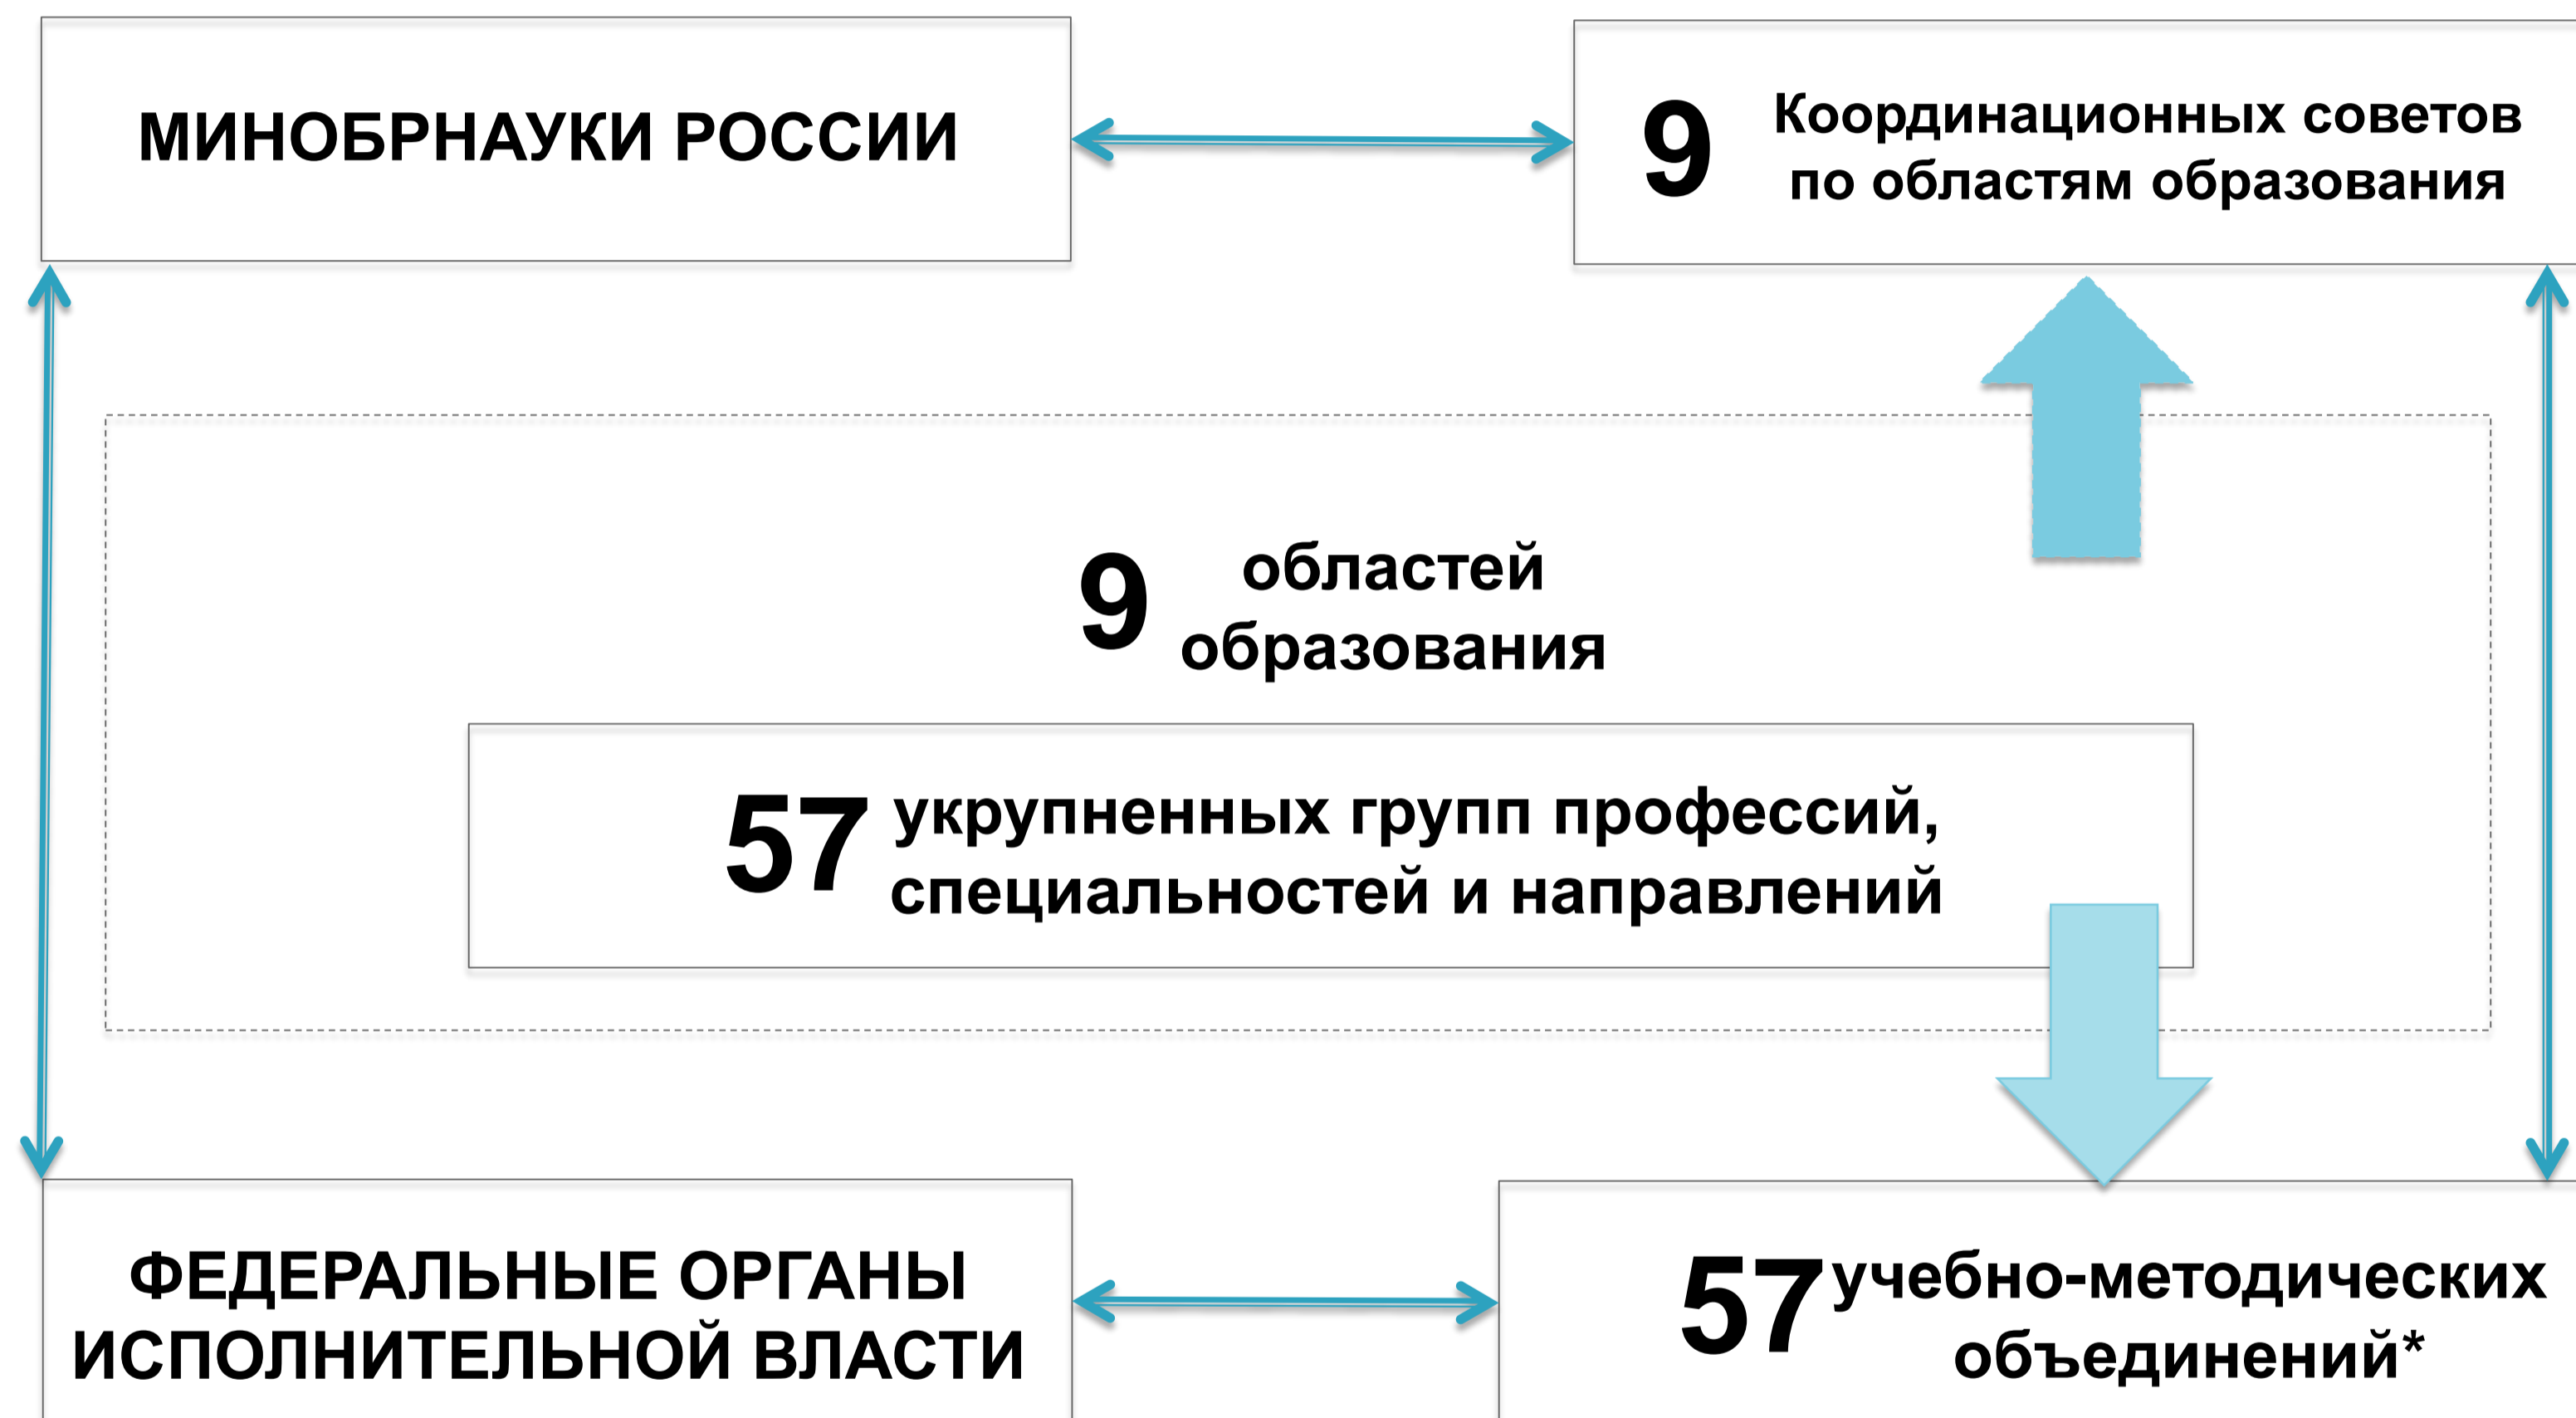 МИНОБРНАУКИ РОССИИ
9 Координационных советов
по областям образования
9 областей
образования
57 укрупненных групп профессий,
специальностей и направлений
ФЕДЕРАЛЬНЫЕ ОРГАНЫ
ИСПОЛНИТЕЛЬНОЙ ВЛАСТИ
57 учебно-методических
объединений*